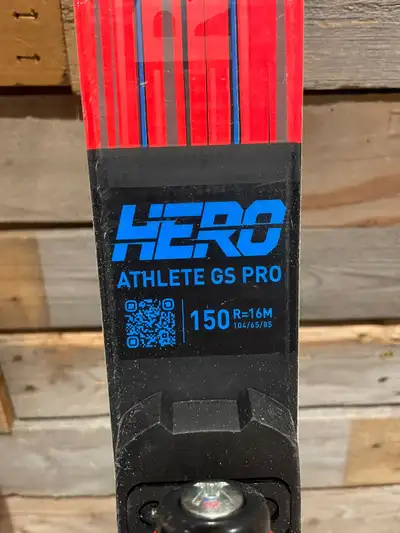 HERO
ATHLETE GS PRO
150 R=16M
104/65/85